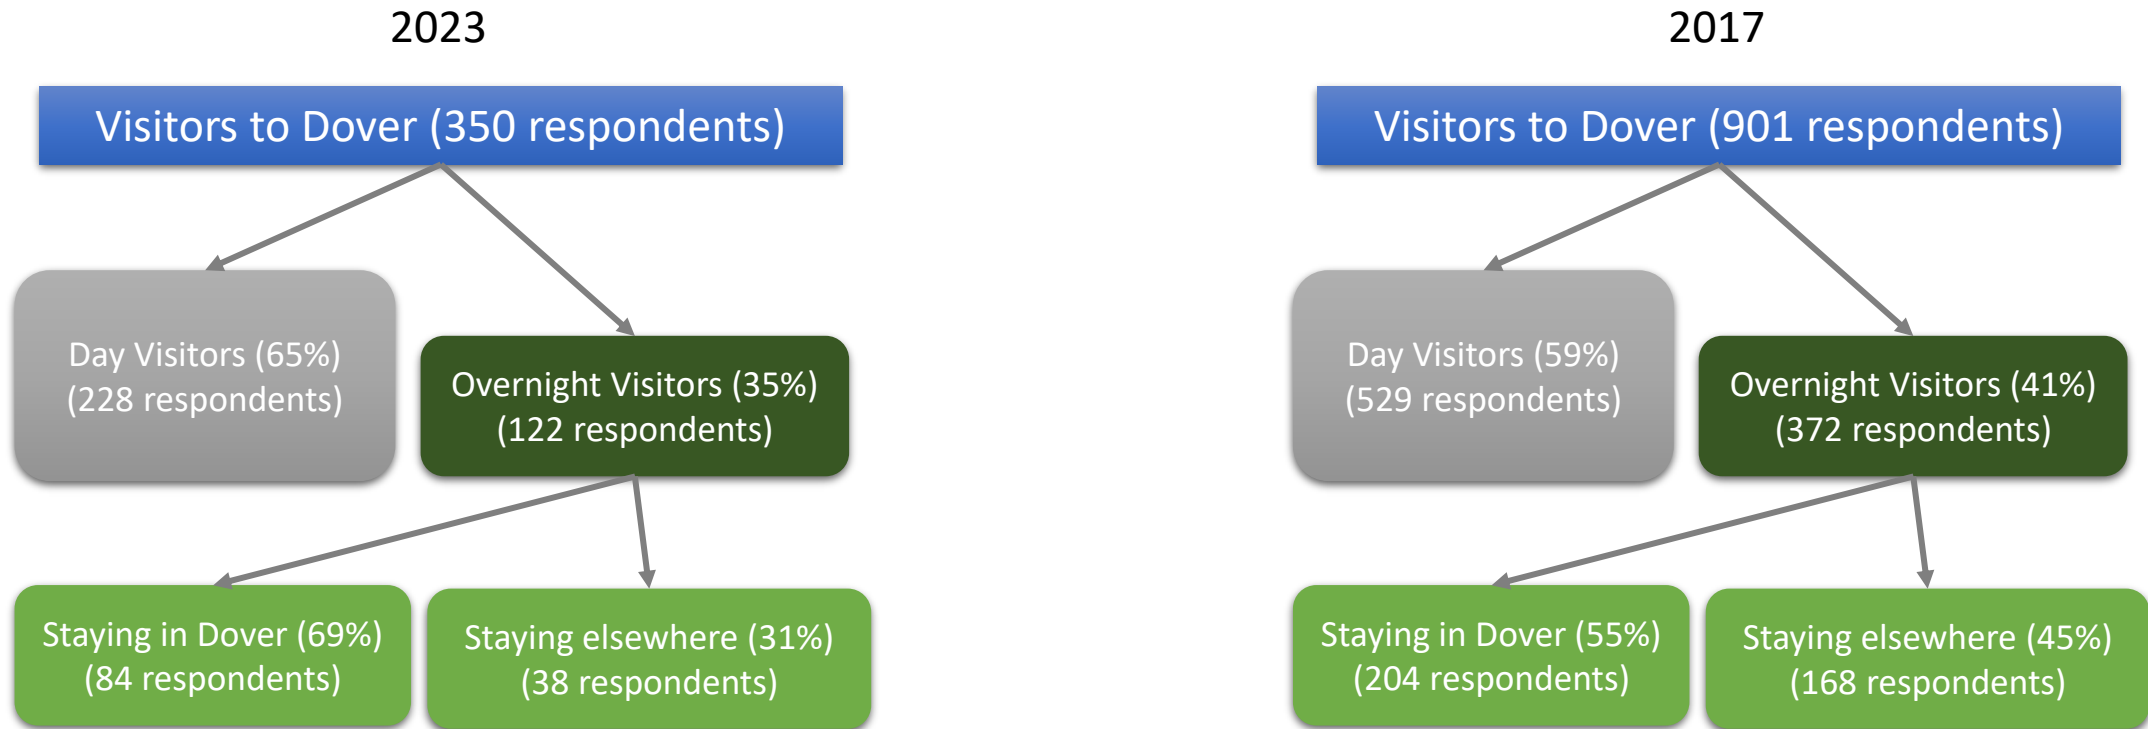 2023
Visitors to Dover (350 respondents)
Day Visitors (65%)
(228 respondents)
Overnight Visitors (35%)
(122 respondents)
Staying in Dover (69%)
(84 respondents)
Staying elsewhere (31%)
(38 respondents)
2017
Visitors to Dover (901 respondents)
Day Visitors (59%)
(529 respondents)
Overnight Visitors (41%)
(372 respondents)
Staying in Dover (55%)
(204 respondents)
Staying elsewhere (45%)
(168 respondents)